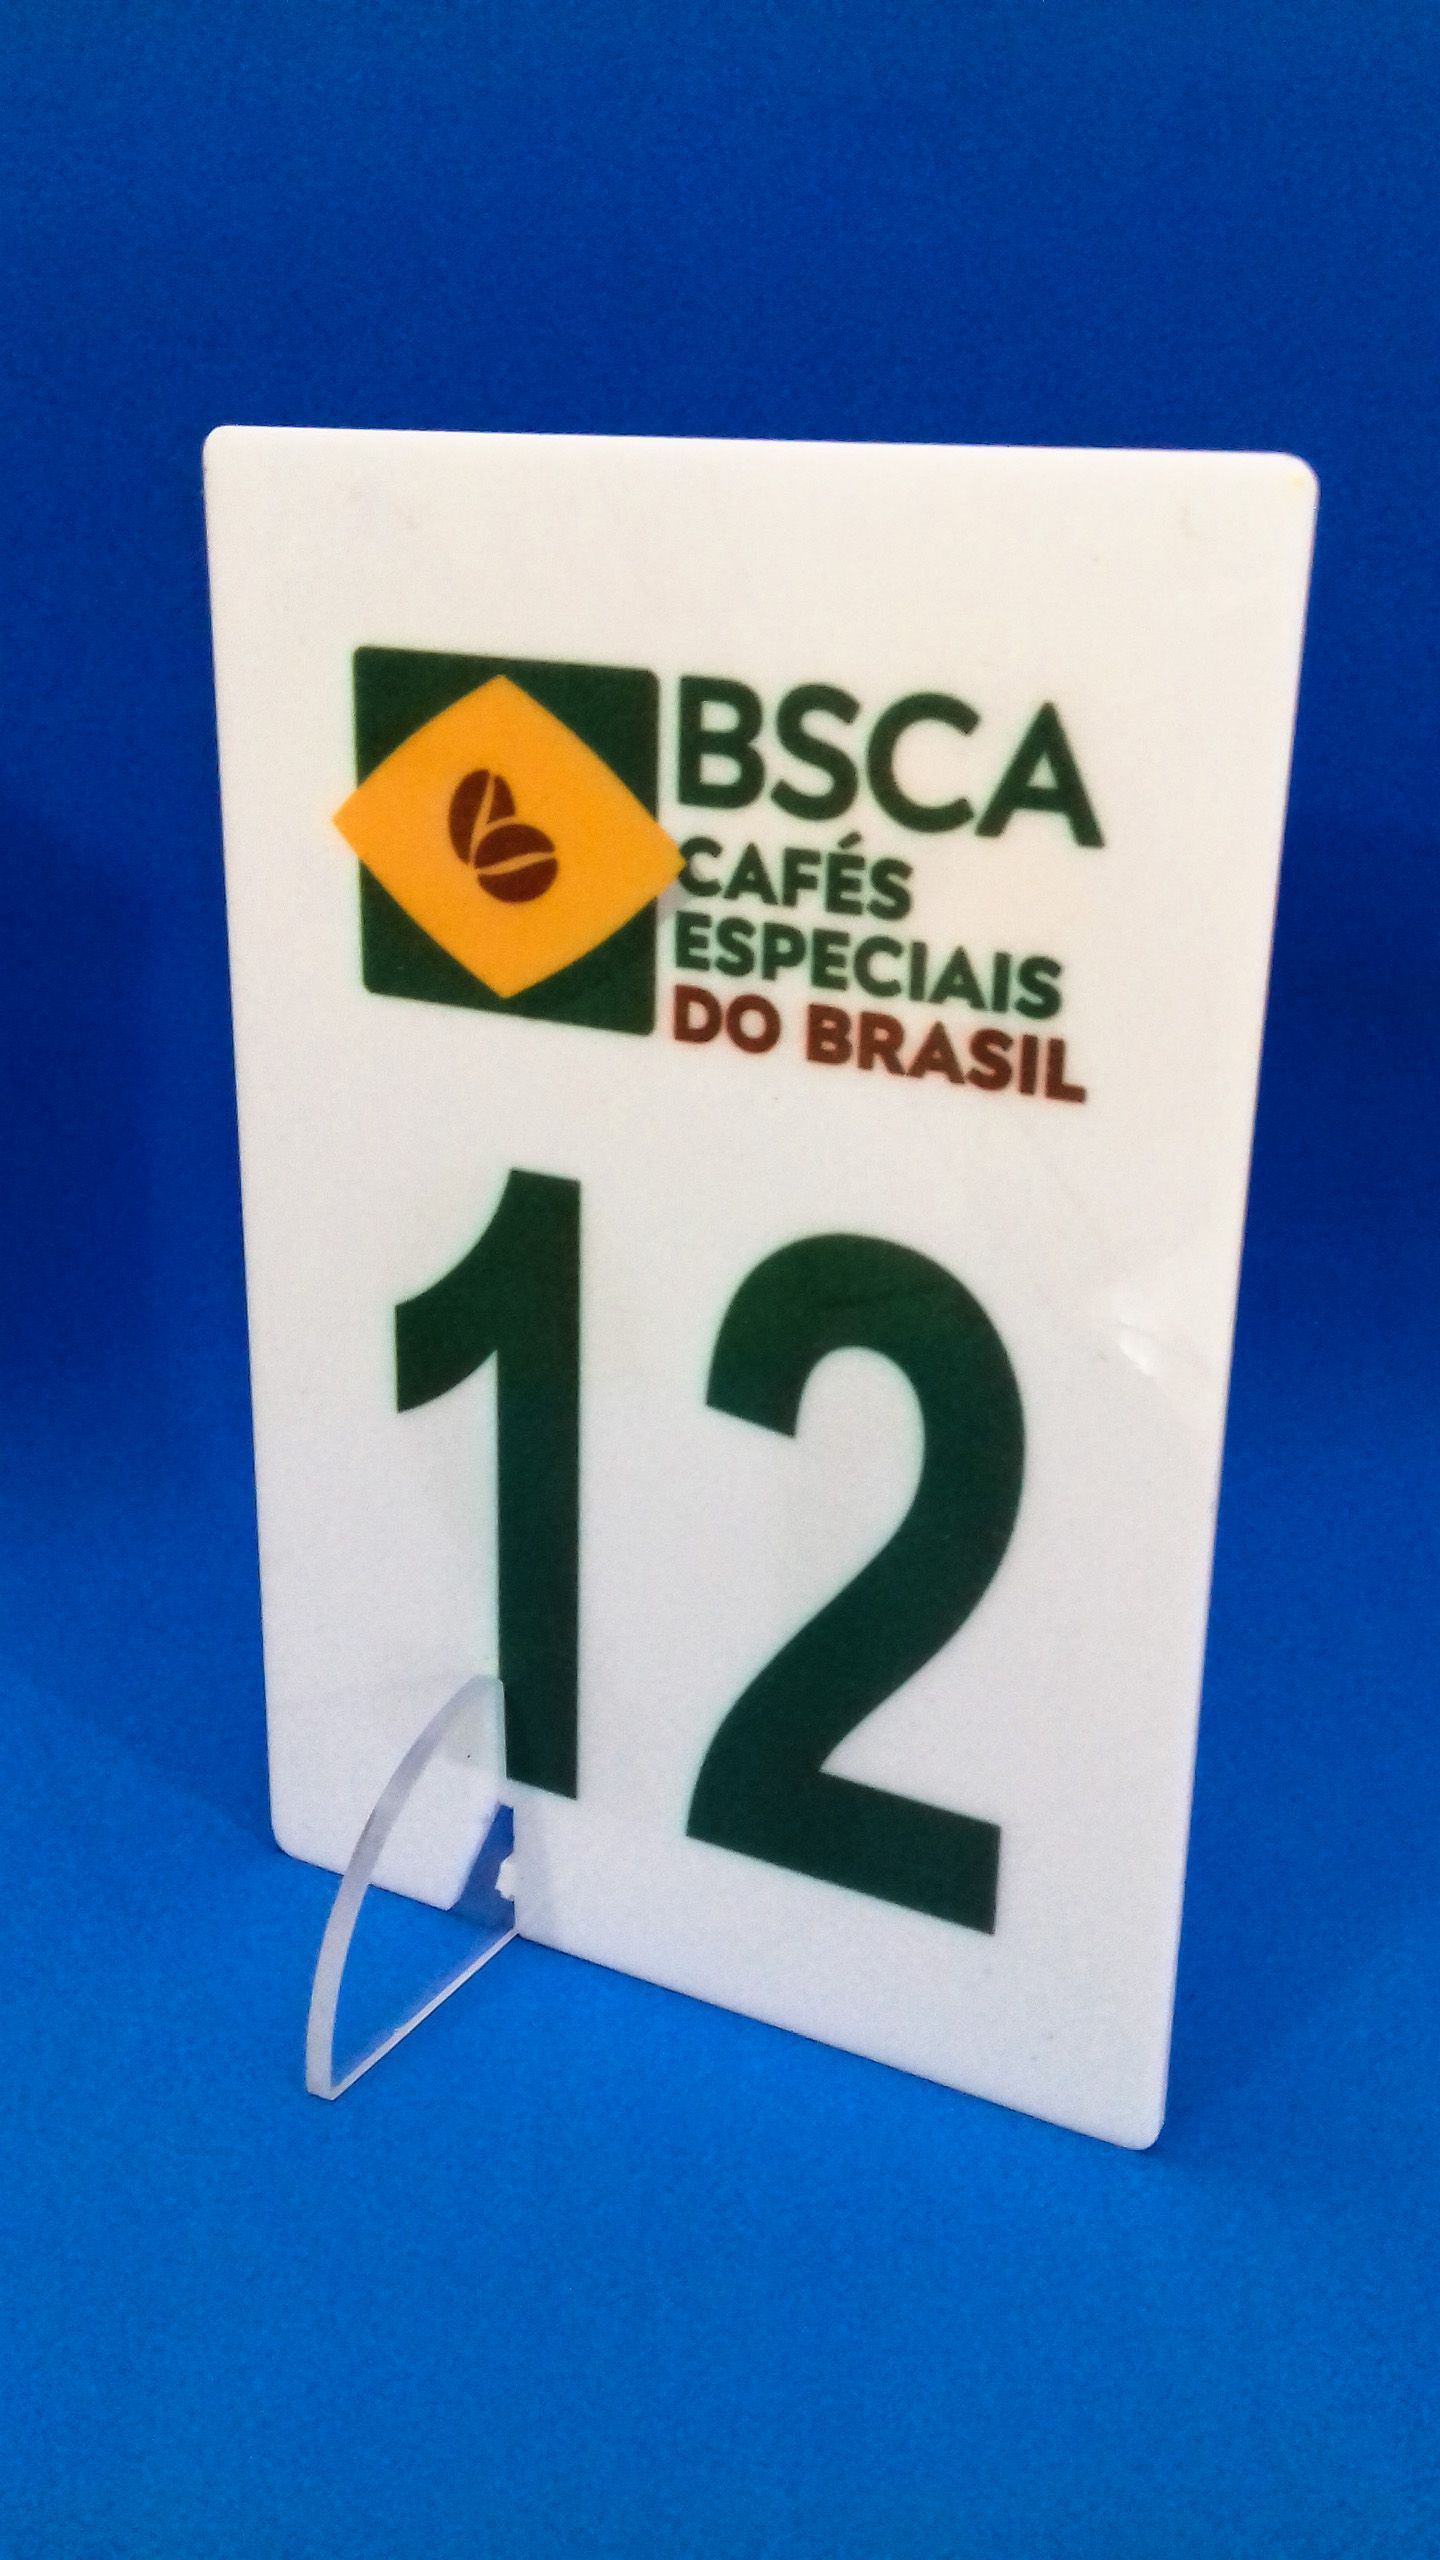 BSCA
CAFÉS
ESPECIAIS
DO BRASIL
12